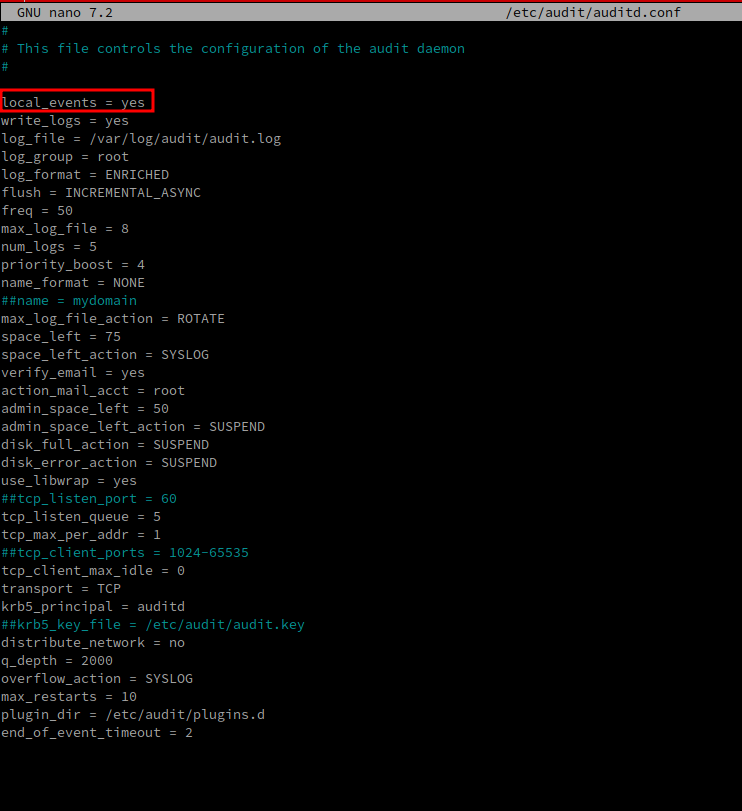 GNU nano 7.2 /etc/audit/auditd.conf
#
# This file controls the configuration of the audit daemon
#
local_events = yes
write_logs = yes
log_file = /var/log/audit/audit.log
log_group = root
log_format = ENRICHED
flush = INCREMENTAL_ASYNC
freq = 50
max_log_file = 8
num_logs = 5
priority_boost = 4
name_format = NONE
##name = mydomain
max_log_file_action = ROTATE
space_left = 75
space_left_action = SYSLOG
verify_email = yes
action_mail_acct = root
admin_space_left = 50
admin_space_left_action = SUSPEND
disk_full_action = SUSPEND
disk_error_action = SUSPEND
use_libwrap = yes
##tcp_listen_port = 60
tcp_listen_queue = 5
tcp_max_per_addr = 1
##tcp_client_ports = 1024-65535
tcp_client_max_idle = 0
transport = TCP
krb5_principal = auditd
##krb5_key_file = /etc/audit/audit.key
distribute_network = no
q_depth = 2000
overflow_action = SYSLOG
max_restarts = 10
plugin_dir = /etc/audit/plugins.d
end_of_event_timeout = 2